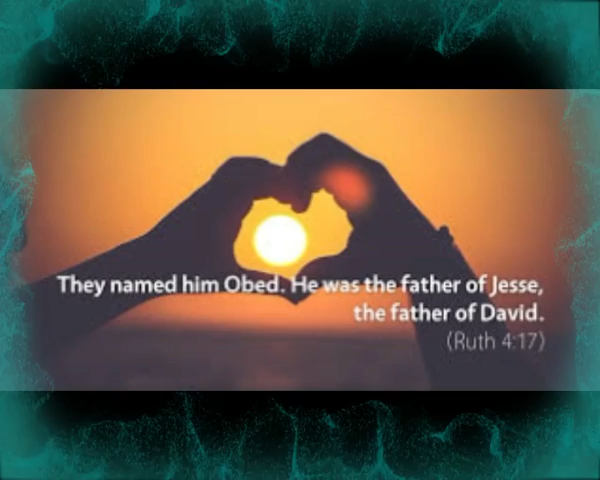 They named him Obed. He was the father of Jesse,
the father of David.
(Ruth 4:17)